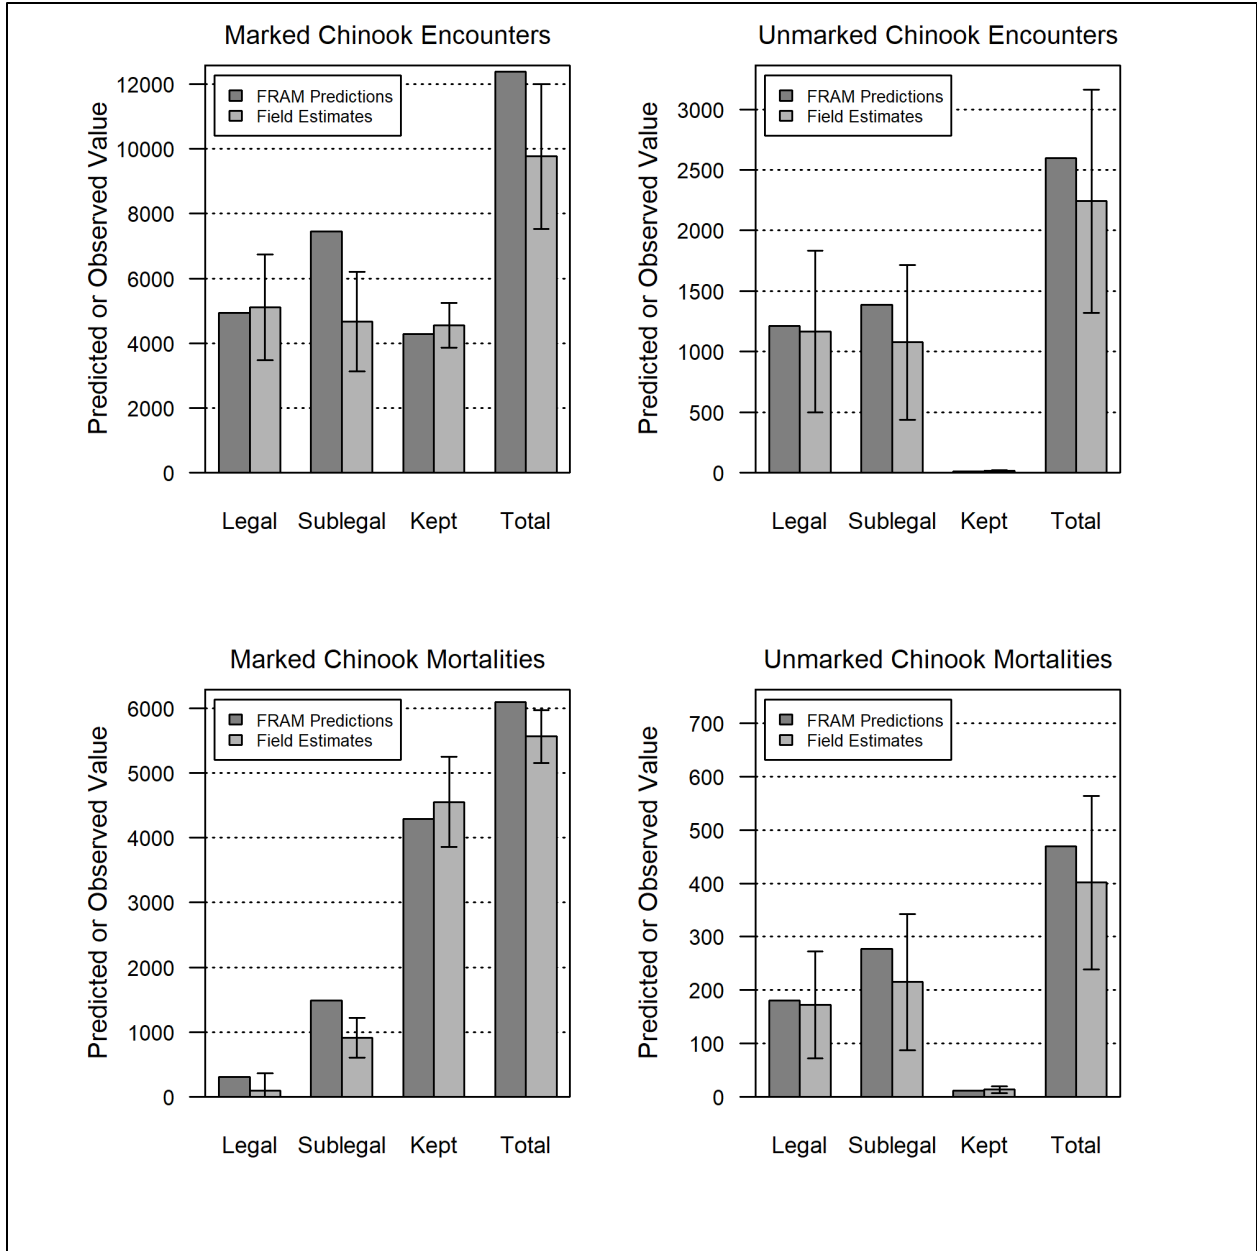 Marked Chinook Encounters
Predicted or Observed Value
12000
10000
8000
6000
4000
2000
0
FRAM Predictions
Field Estimates
Legal Sublegal Kept Total
Unmarked Chinook Encounters
Predicted or Observed Value
3000
2500
2000
1500
1000
500
0
FRAM Predictions
Field Estimates
Legal Sublegal Kept Total
Marked Chinook Mortalities
Predicted or Observed Value
6000
5000
4000
3000
2000
1000
0
FRAM Predictions
Field Estimates
Legal Sublegal Kept Total
Unmarked Chinook Mortalities
Predicted or Observed Value
700
600
500
400
300
200
100
0
FRAM Predictions
Field Estimates
Legal Sublegal Kept Total